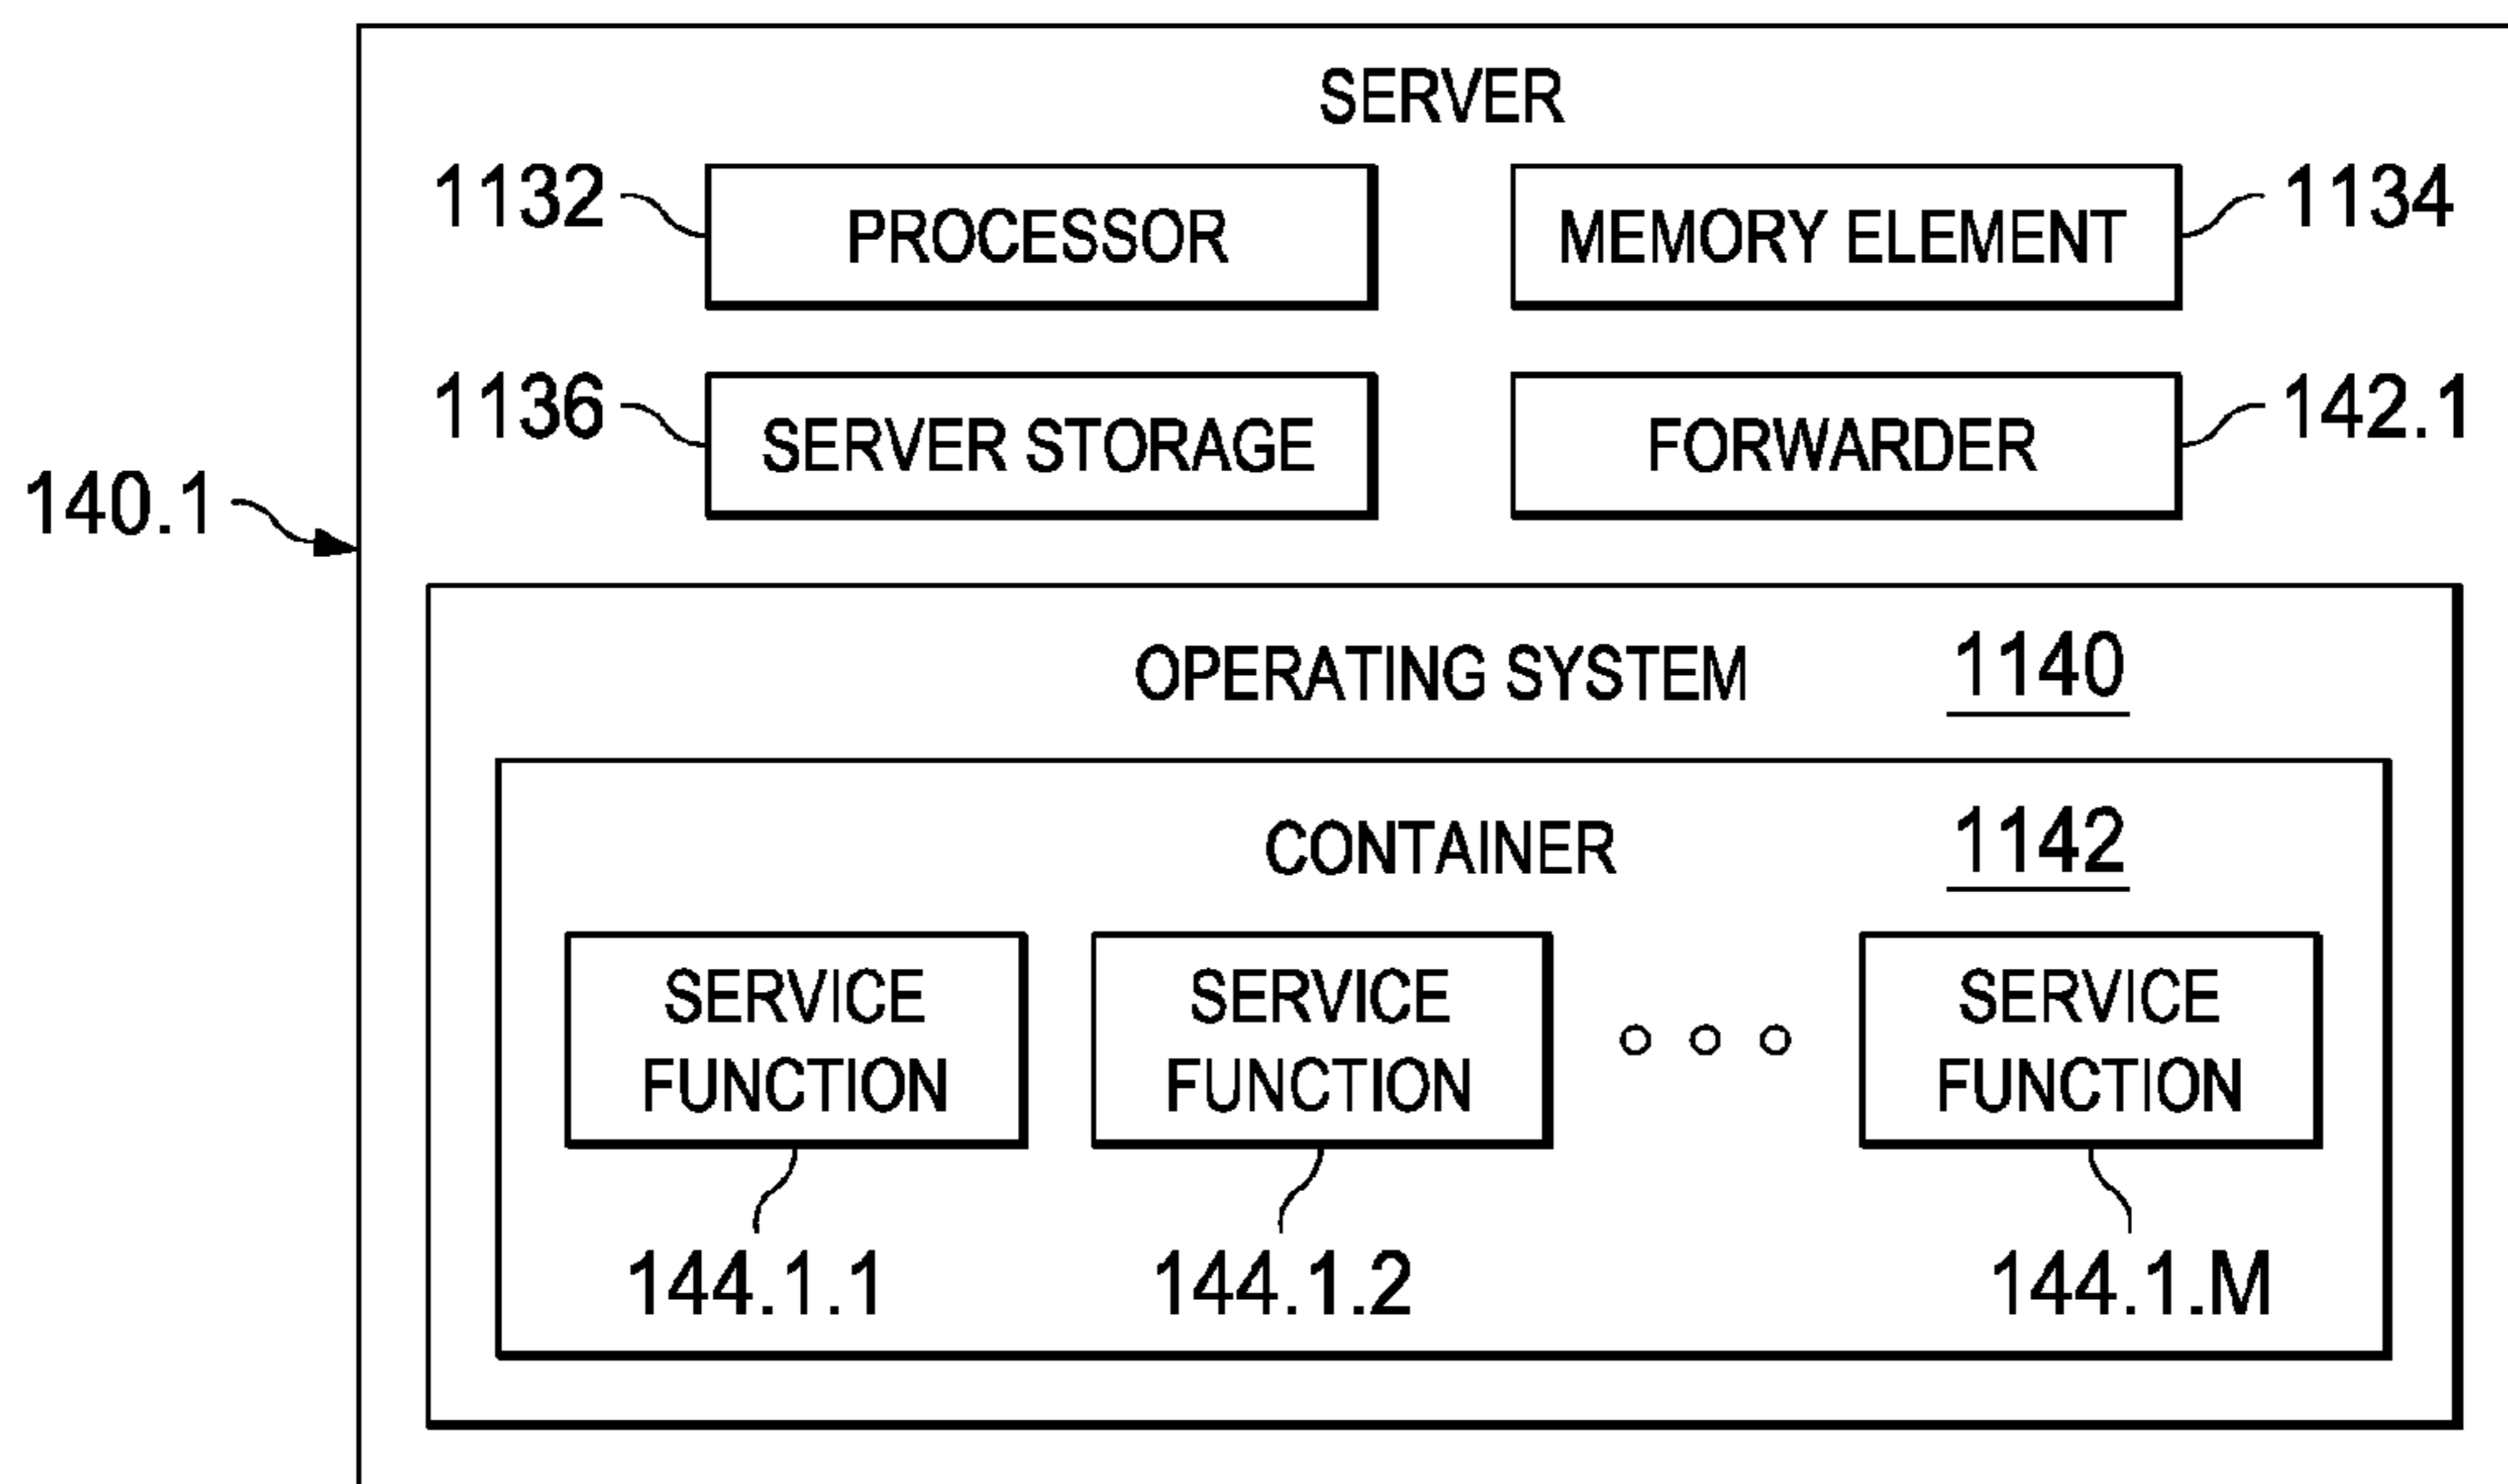 SERVER
1132 PROCESSOR MEMORY ELEMENT 1134
1136 SERVER STORAGE FORWARDER 142.1
140.1
OPERATING SYSTEM 1140
CONTAINER 1142
SERVICE SERVICE SERVICE
FUNCTION FUNCTION FUNCTION
144.1.1 144.1.2 144.1.M